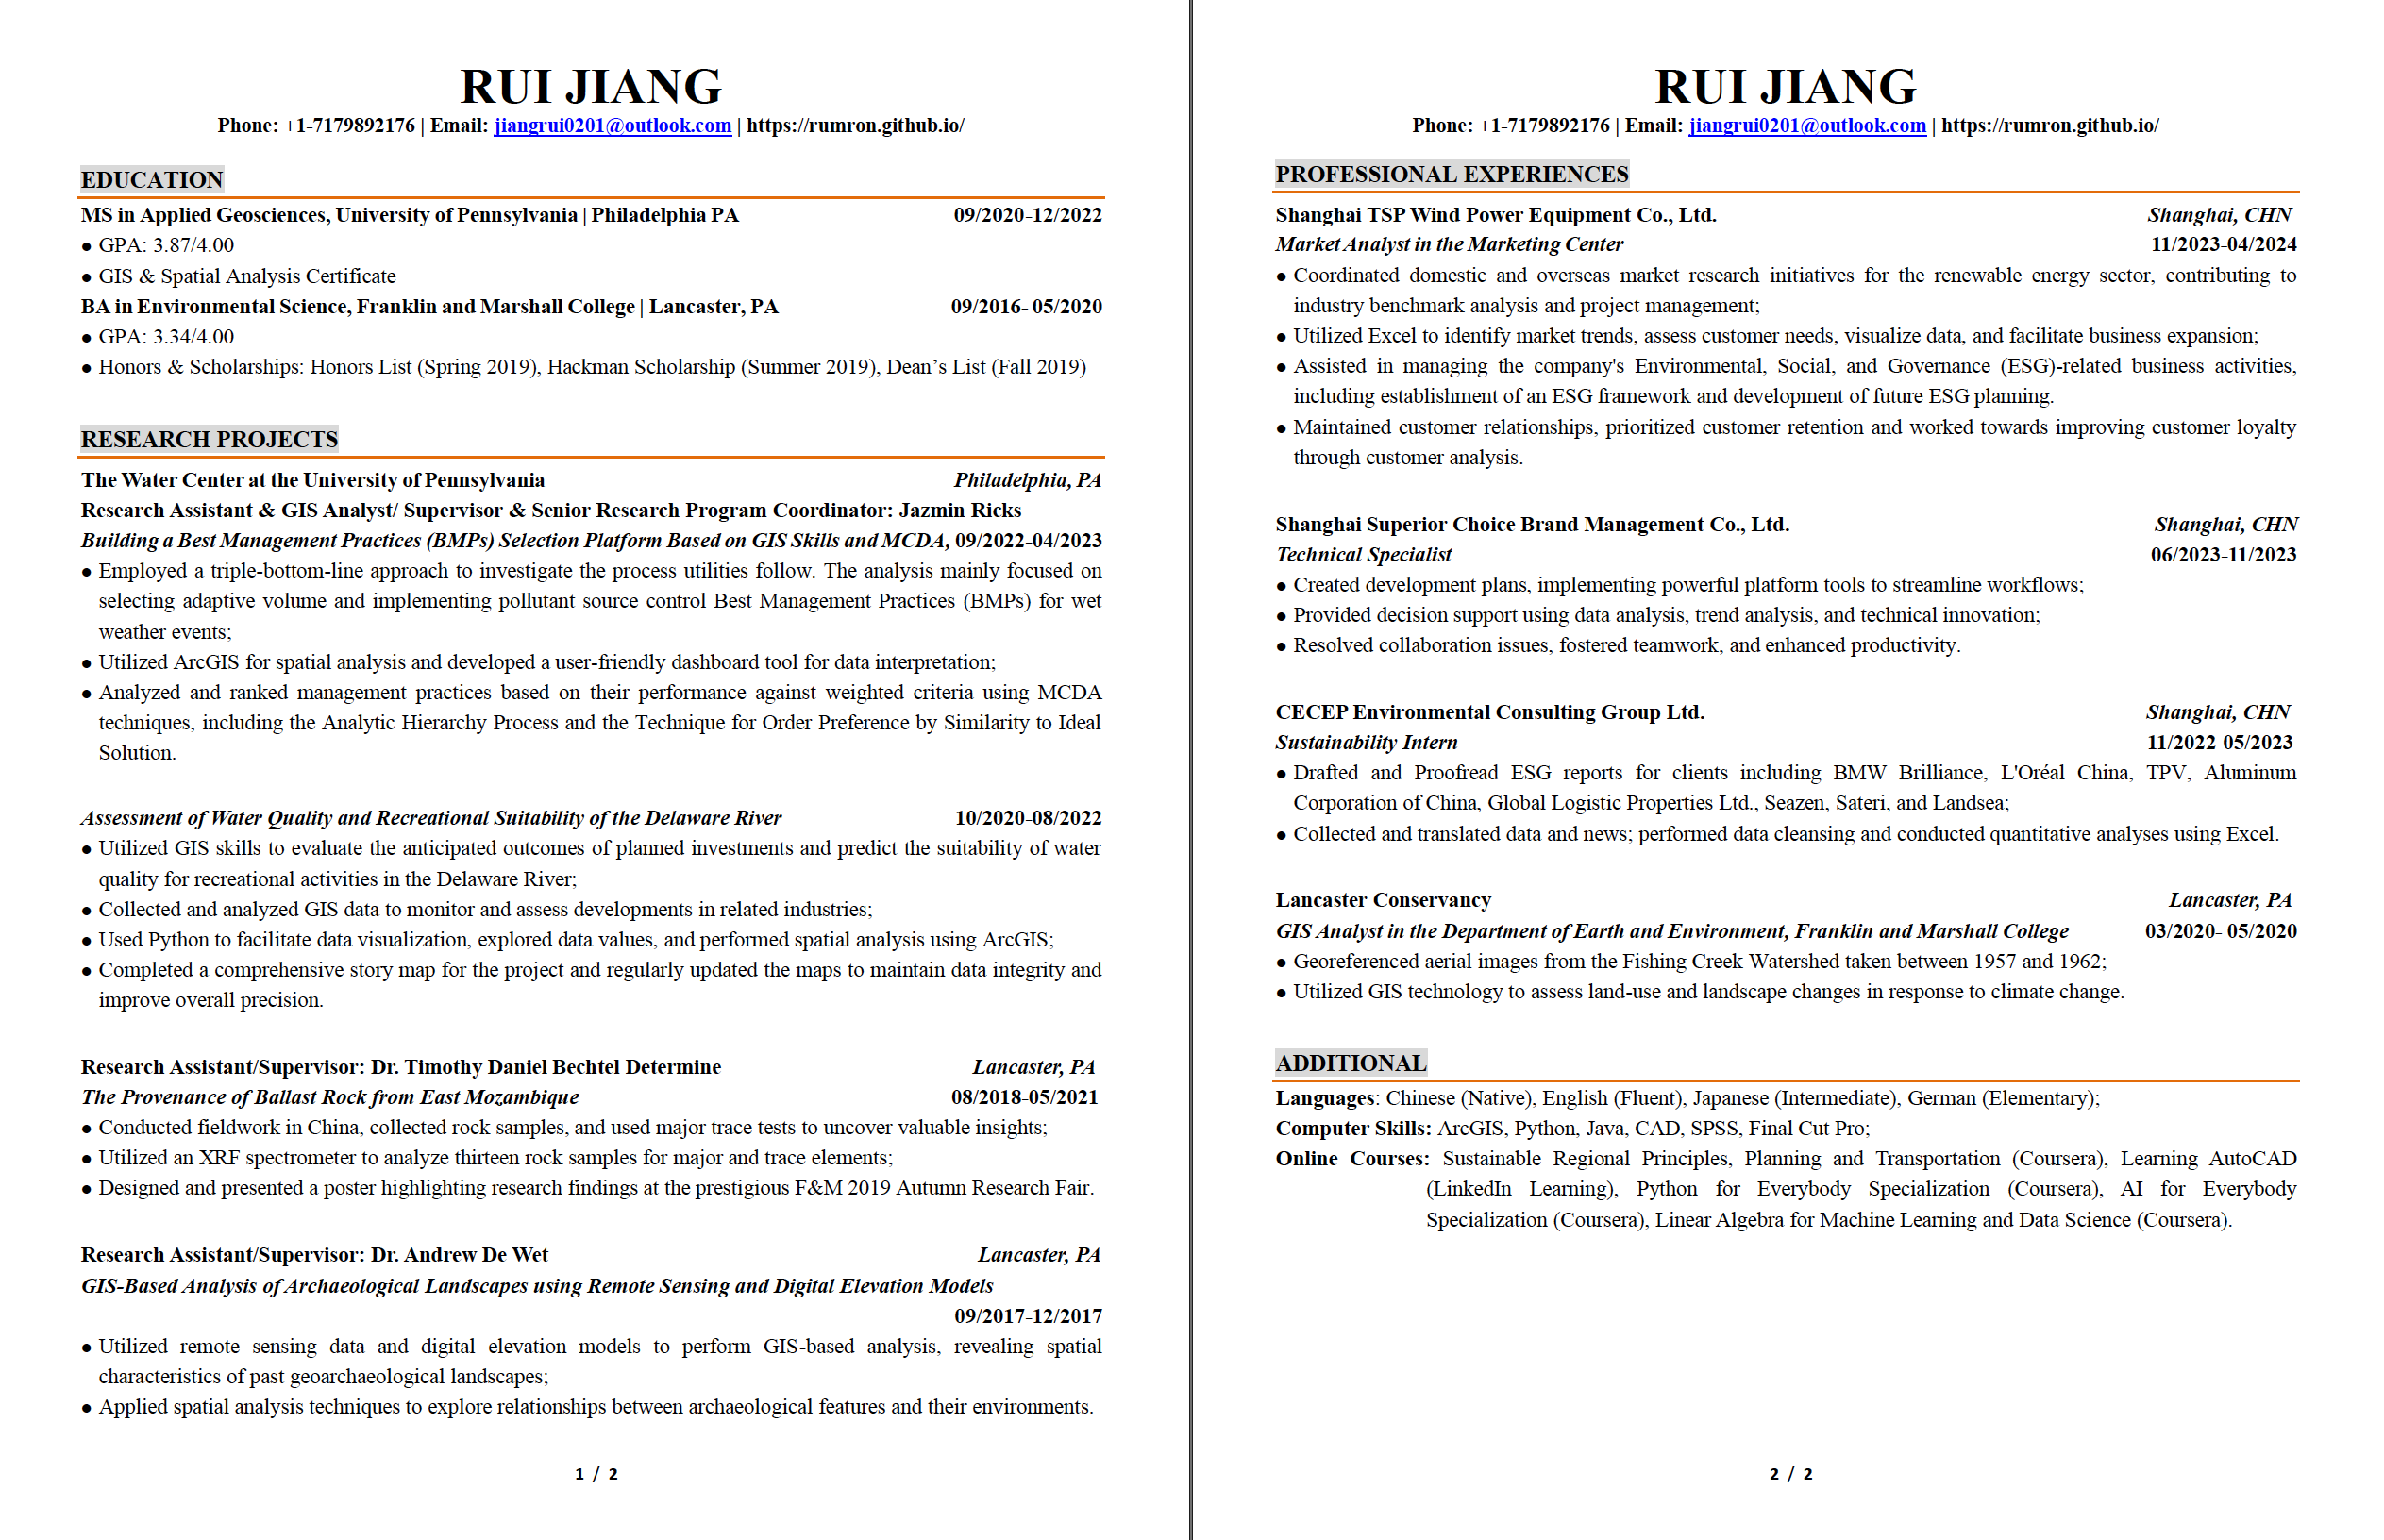 RUI JIANG
Phone: +1-7179892176 | Email: jiangrui0201@outlook.com | https://rumron.github.io/
EDUCATION
MS in Applied Geosciences, University of Pennsylvania | Philadelphia PA 09/2020-12/2022
● GPA: 3.87/4.00
● GIS & Spatial Analysis Certificate
BA in Environmental Science, Franklin and Marshall College | Lancaster, PA 09/2016- 05/2020
● GPA: 3.34/4.00
● Honors & Scholarships: Honors List (Spring 2019), Hackman Scholarship (Summer 2019), Dean’s List (Fall 2019)
RESEARCH PROJECTS
The Water Center at the University of Pennsylvania Philadelphia, PA
Research Assistant & GIS Analyst/ Supervisor & Senior Research Program Coordinator: Jazmin Ricks
Building a Best Management Practices (BMPs) Selection Platform Based on GIS Skills and MCDA, 09/2022-04/2023
● Employed a triple-bottom-line approach to investigate the process utilities follow. The analysis mainly focused on
selecting adaptive volume and implementing pollutant source control Best Management Practices (BMPs) for wet
weather events;
● Utilized ArcGIS for spatial analysis and developed a user-friendly dashboard tool for data interpretation;
● Analyzed and ranked management practices based on their performance against weighted criteria using MCDA
techniques, including the Analytic Hierarchy Process and the Technique for Order Preference by Similarity to Ideal
Solution.
Assessment of Water Quality and Recreational Suitability of the Delaware River 10/2020-08/2022
● Utilized GIS skills to evaluate the anticipated outcomes of planned investments and predict the suitability of water
quality for recreational activities in the Delaware River;
● Collected and analyzed GIS data to monitor and assess developments in related industries;
● Used Python to facilitate data visualization, explored data values, and performed spatial analysis using ArcGIS;
● Completed a comprehensive story map for the project and regularly updated the maps to maintain data integrity and
improve overall precision.
Research Assistant/Supervisor: Dr. Timothy Daniel Bechtel Determine Lancaster, PA
The Provenance of Ballast Rock from East Mozambique 08/2018-05/2021
● Conducted fieldwork in China, collected rock samples, and used major trace tests to uncover valuable insights;
● Utilized an XRF spectrometer to analyze thirteen rock samples for major and trace elements;
● Designed and presented a poster highlighting research findings at the prestigious F&M 2019 Autumn Research Fair.
Research Assistant/Supervisor: Dr. Andrew De Wet Lancaster, PA
GIS-Based Analysis of Archaeological Landscapes using Remote Sensing and Digital Elevation Models
09/2017-12/2017
● Utilized remote sensing data and digital elevation models to perform GIS-based analysis, revealing spatial
characteristics of past geoarchaeological landscapes;
● Applied spatial analysis techniques to explore relationships between archaeological features and their environments.
1 / 2
RUI JIANG
Phone: +1-7179892176 | Email: jiangrui0201@outlook.com | https://rumron.github.io/
PROFESSIONAL EXPERIENCES
Shanghai TSP Wind Power Equipment Co., Ltd. Shanghai, CHN
Market Analyst in the Marketing Center 11/2023-04/2024
● Coordinated domestic and overseas market research initiatives for the renewable energy sector, contributing to
industry benchmark analysis and project management;
● Utilized Excel to identify market trends, assess customer needs, visualize data, and facilitate business expansion;
● Assisted in managing the company's Environmental, Social, and Governance (ESG)-related business activities,
including establishment of an ESG framework and development of future ESG planning.
● Maintained customer relationships, prioritized customer retention and worked towards improving customer loyalty
through customer analysis.
Shanghai Superior Choice Brand Management Co., Ltd. Shanghai, CHN
Technical Specialist 06/2023-11/2023
● Created development plans, implementing powerful platform tools to streamline workflows;
● Provided decision support using data analysis, trend analysis, and technical innovation;
● Resolved collaboration issues, fostered teamwork, and enhanced productivity.
CECEP Environmental Consulting Group Ltd. Shanghai, CHN
Sustainability Intern 11/2022-05/2023
● Drafted and Proofread ESG reports for clients including BMW Brilliance, L'Oréal China, TPV, Aluminum
Corporation of China, Global Logistic Properties Ltd., Seazen, Sateri, and Landsea;
● Collected and translated data and news; performed data cleansing and conducted quantitative analyses using Excel.
Lancaster Conservancy Lancaster, PA
GIS Analyst in the Department of Earth and Environment, Franklin and Marshall College 03/2020- 05/2020
● Georeferenced aerial images from the Fishing Creek Watershed taken between 1957 and 1962;
● Utilized GIS technology to assess land-use and landscape changes in response to climate change.
ADDITIONAL
Languages: Chinese (Native), English (Fluent), Japanese (Intermediate), German (Elementary);
Computer Skills: ArcGIS, Python, Java, CAD, SPSS, Final Cut Pro;
Online Courses: Sustainable Regional Principles, Planning and Transportation (Coursera), Learning AutoCAD
(LinkedIn Learning), Python for Everybody Specialization (Coursera), AI for Everybody
Specialization (Coursera), Linear Algebra for Machine Learning and Data Science (Coursera).
2 / 2